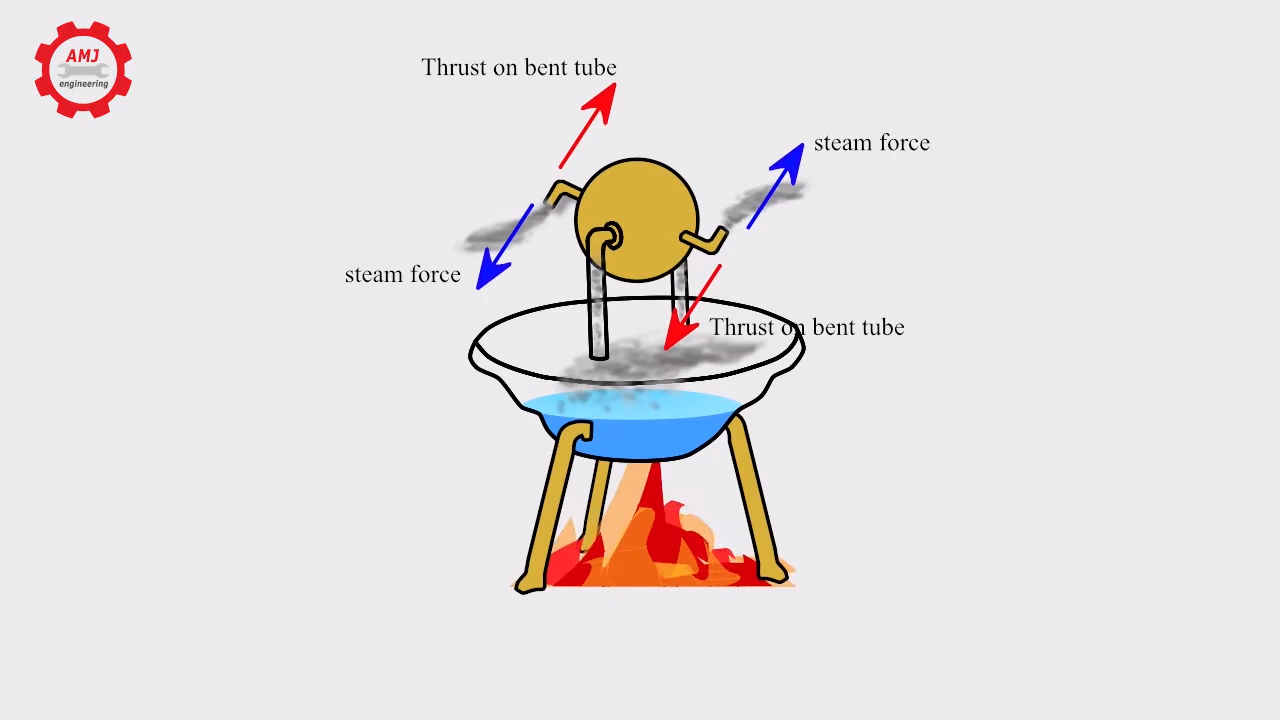 AMJ
engineering
Thrust on bent tube
steam force
steam force
Thrust on bent tube